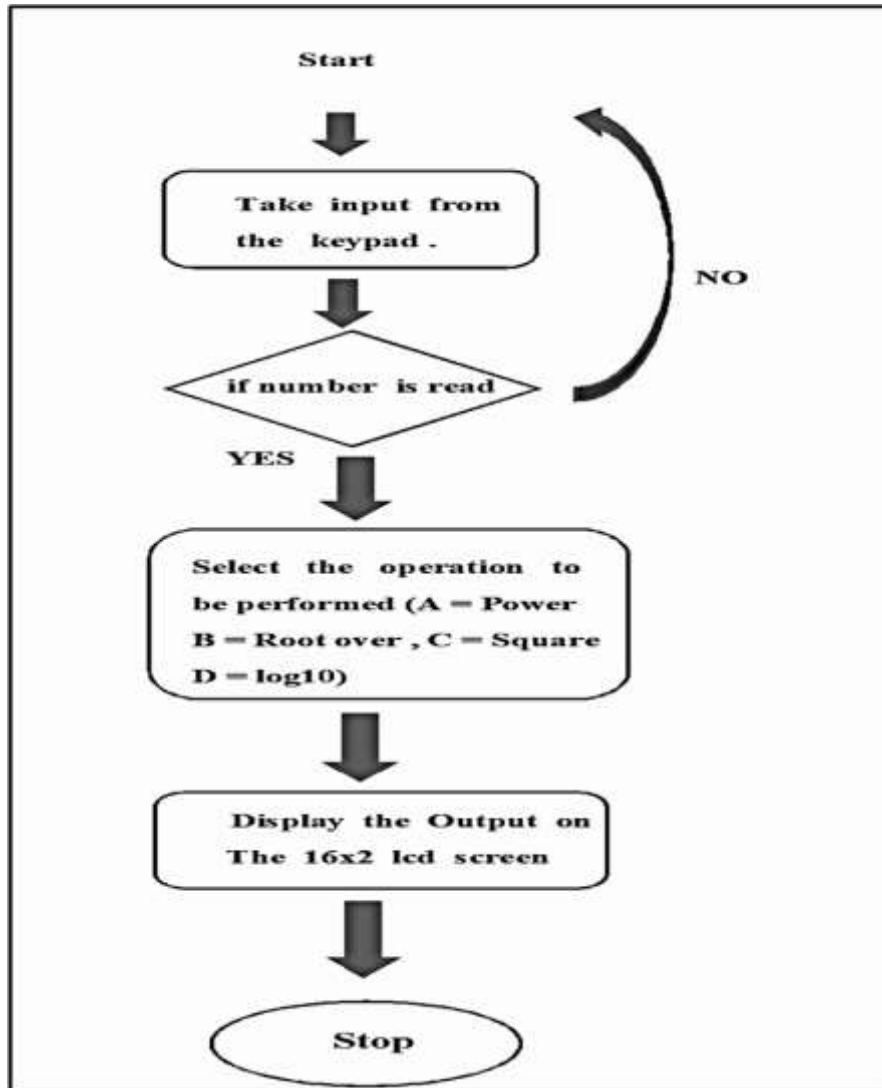 Start
Take input from
the keypad .
NO
if number is read
YES
Select the operation to
be performed (A = Power
B = Root over , C = Square
D = log10)
Display the Output on
The 16x2 lcd screen
Stop